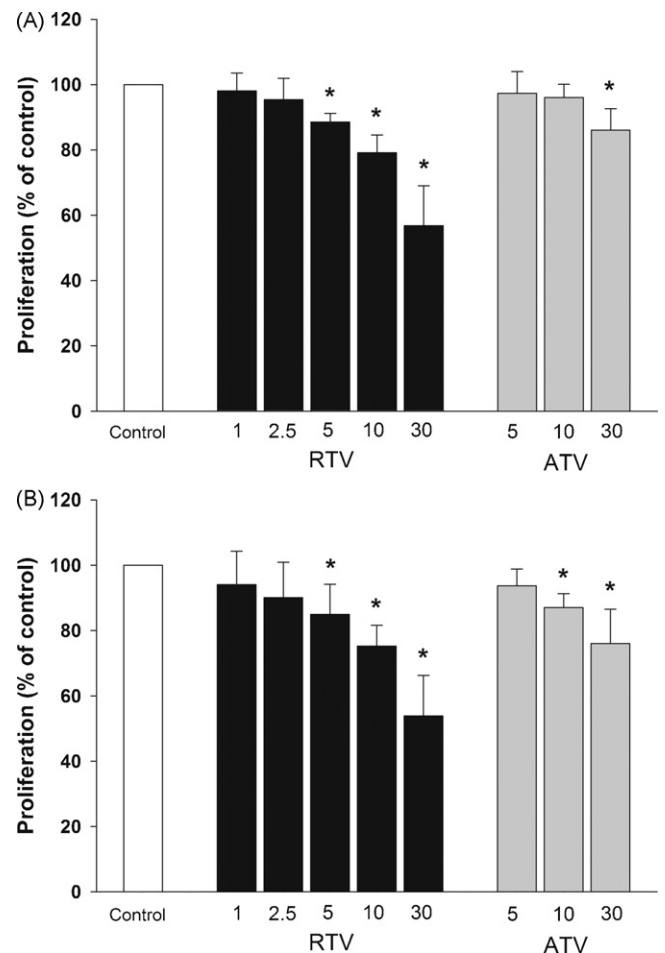 (A)
120
100
80
60
40
20
0
Proliferation (% of control)
* * * *
Control 1 2.5 5 10 30 5 10 30
RTV ATV
(B)
120
100
80
60
40
20
0
Proliferation (% of control)
* * * * *
Control 1 2.5 5 10 30 5 10 30
RTV ATV